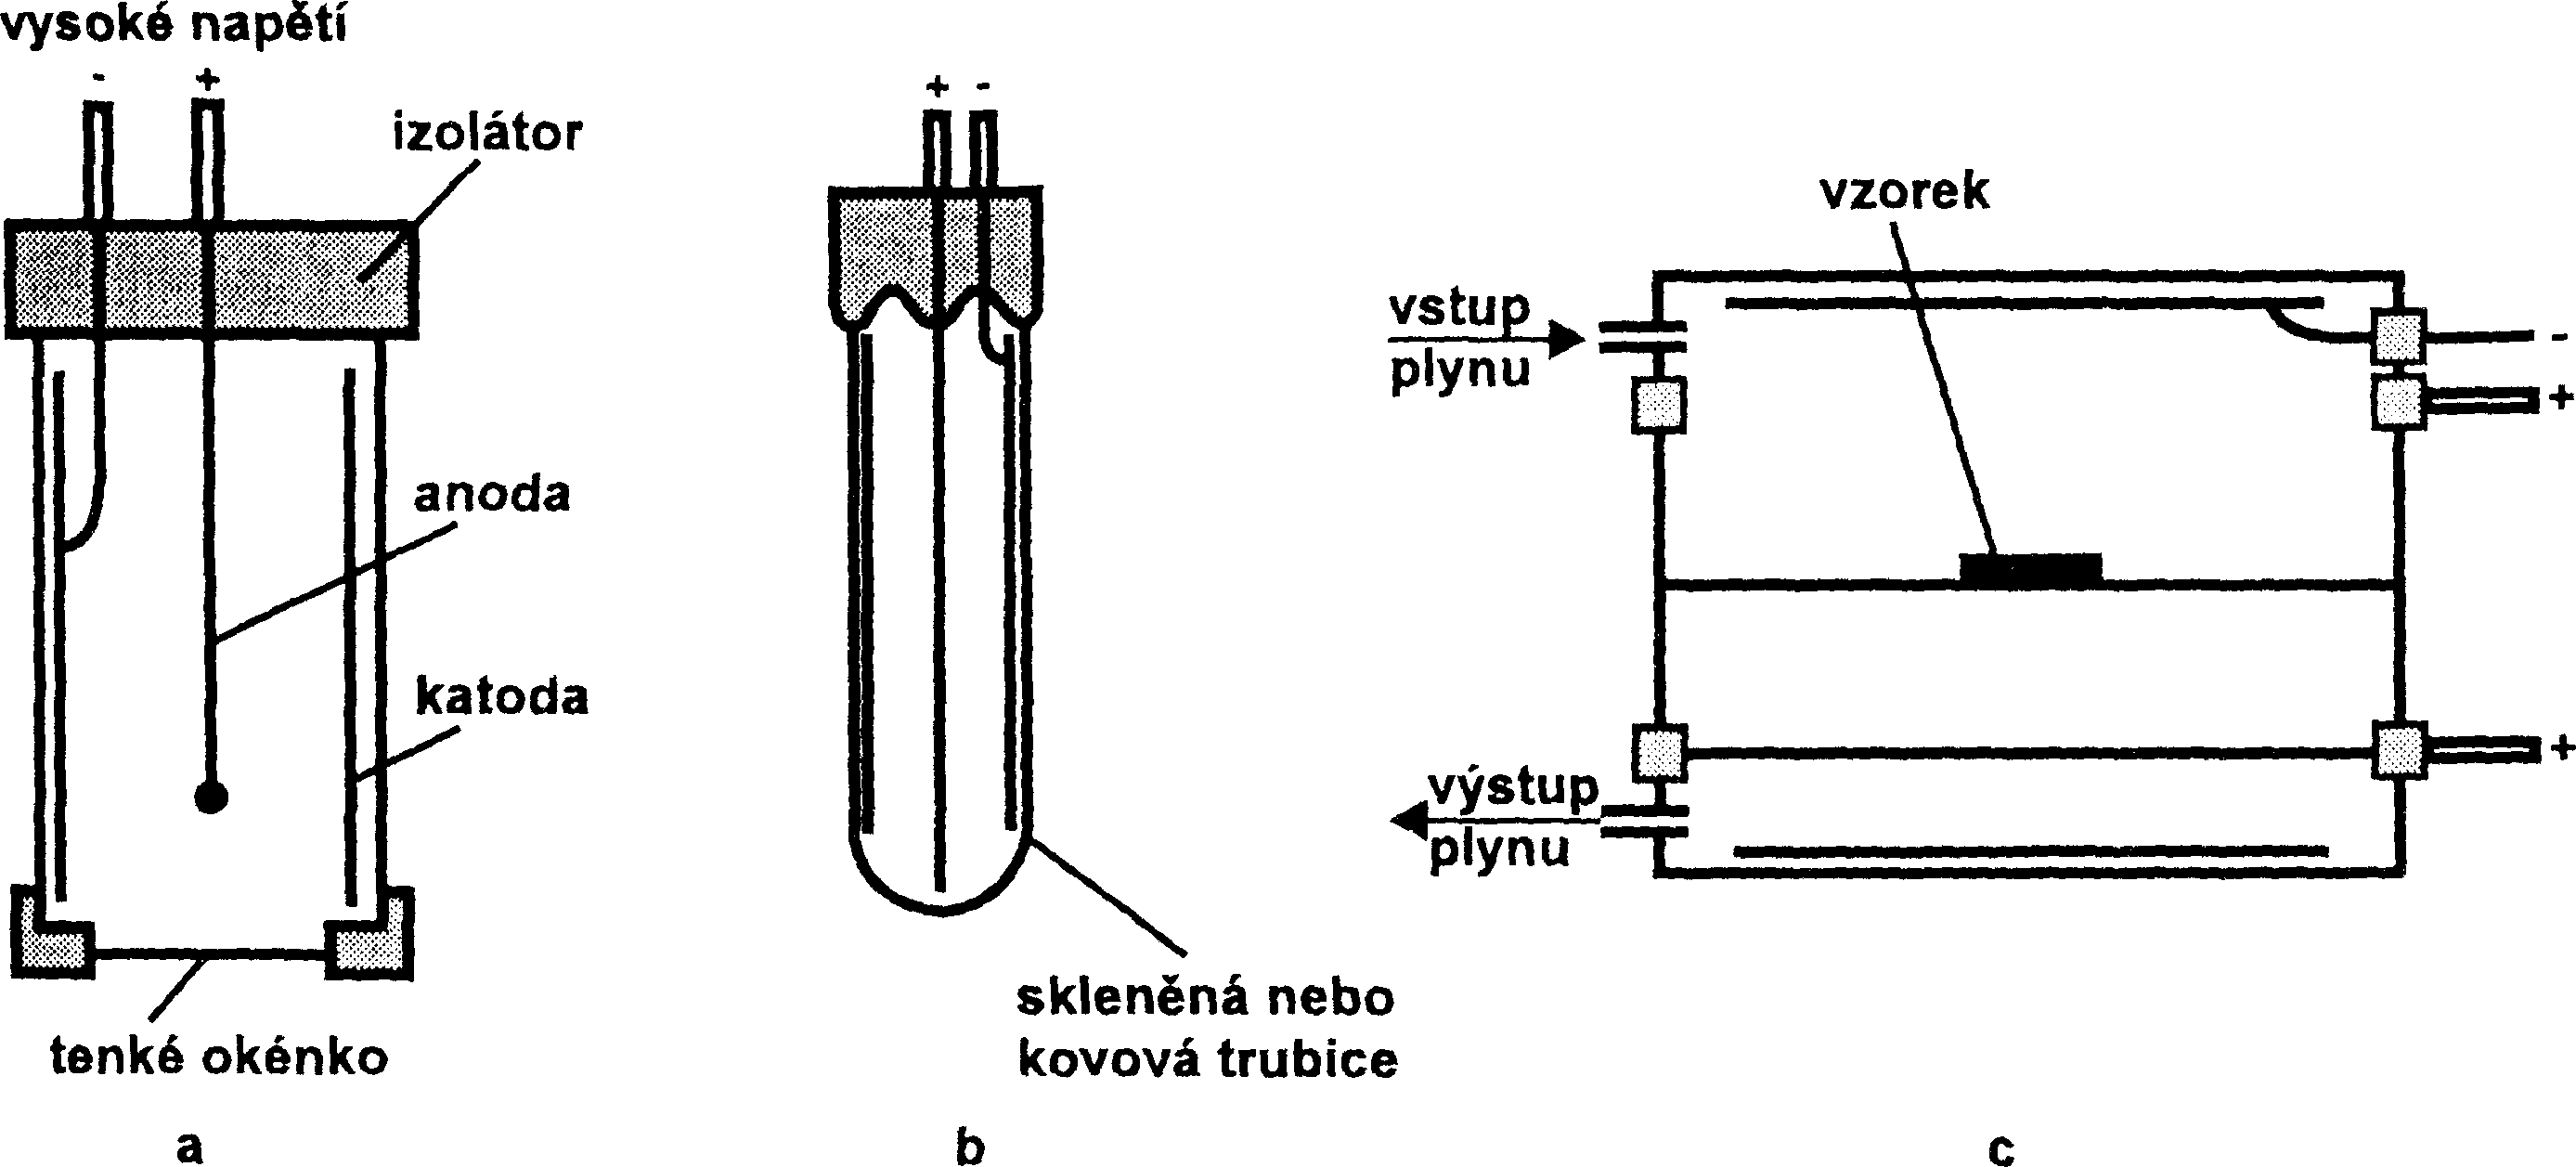 vysoké napětí
- +
izolátor
anoda
katoda
tenké okénko
a
+ -
skleněná nebo
kovová trubice
b
vzorek
vstup
plynu
-
+
+
výstup
plynu
c